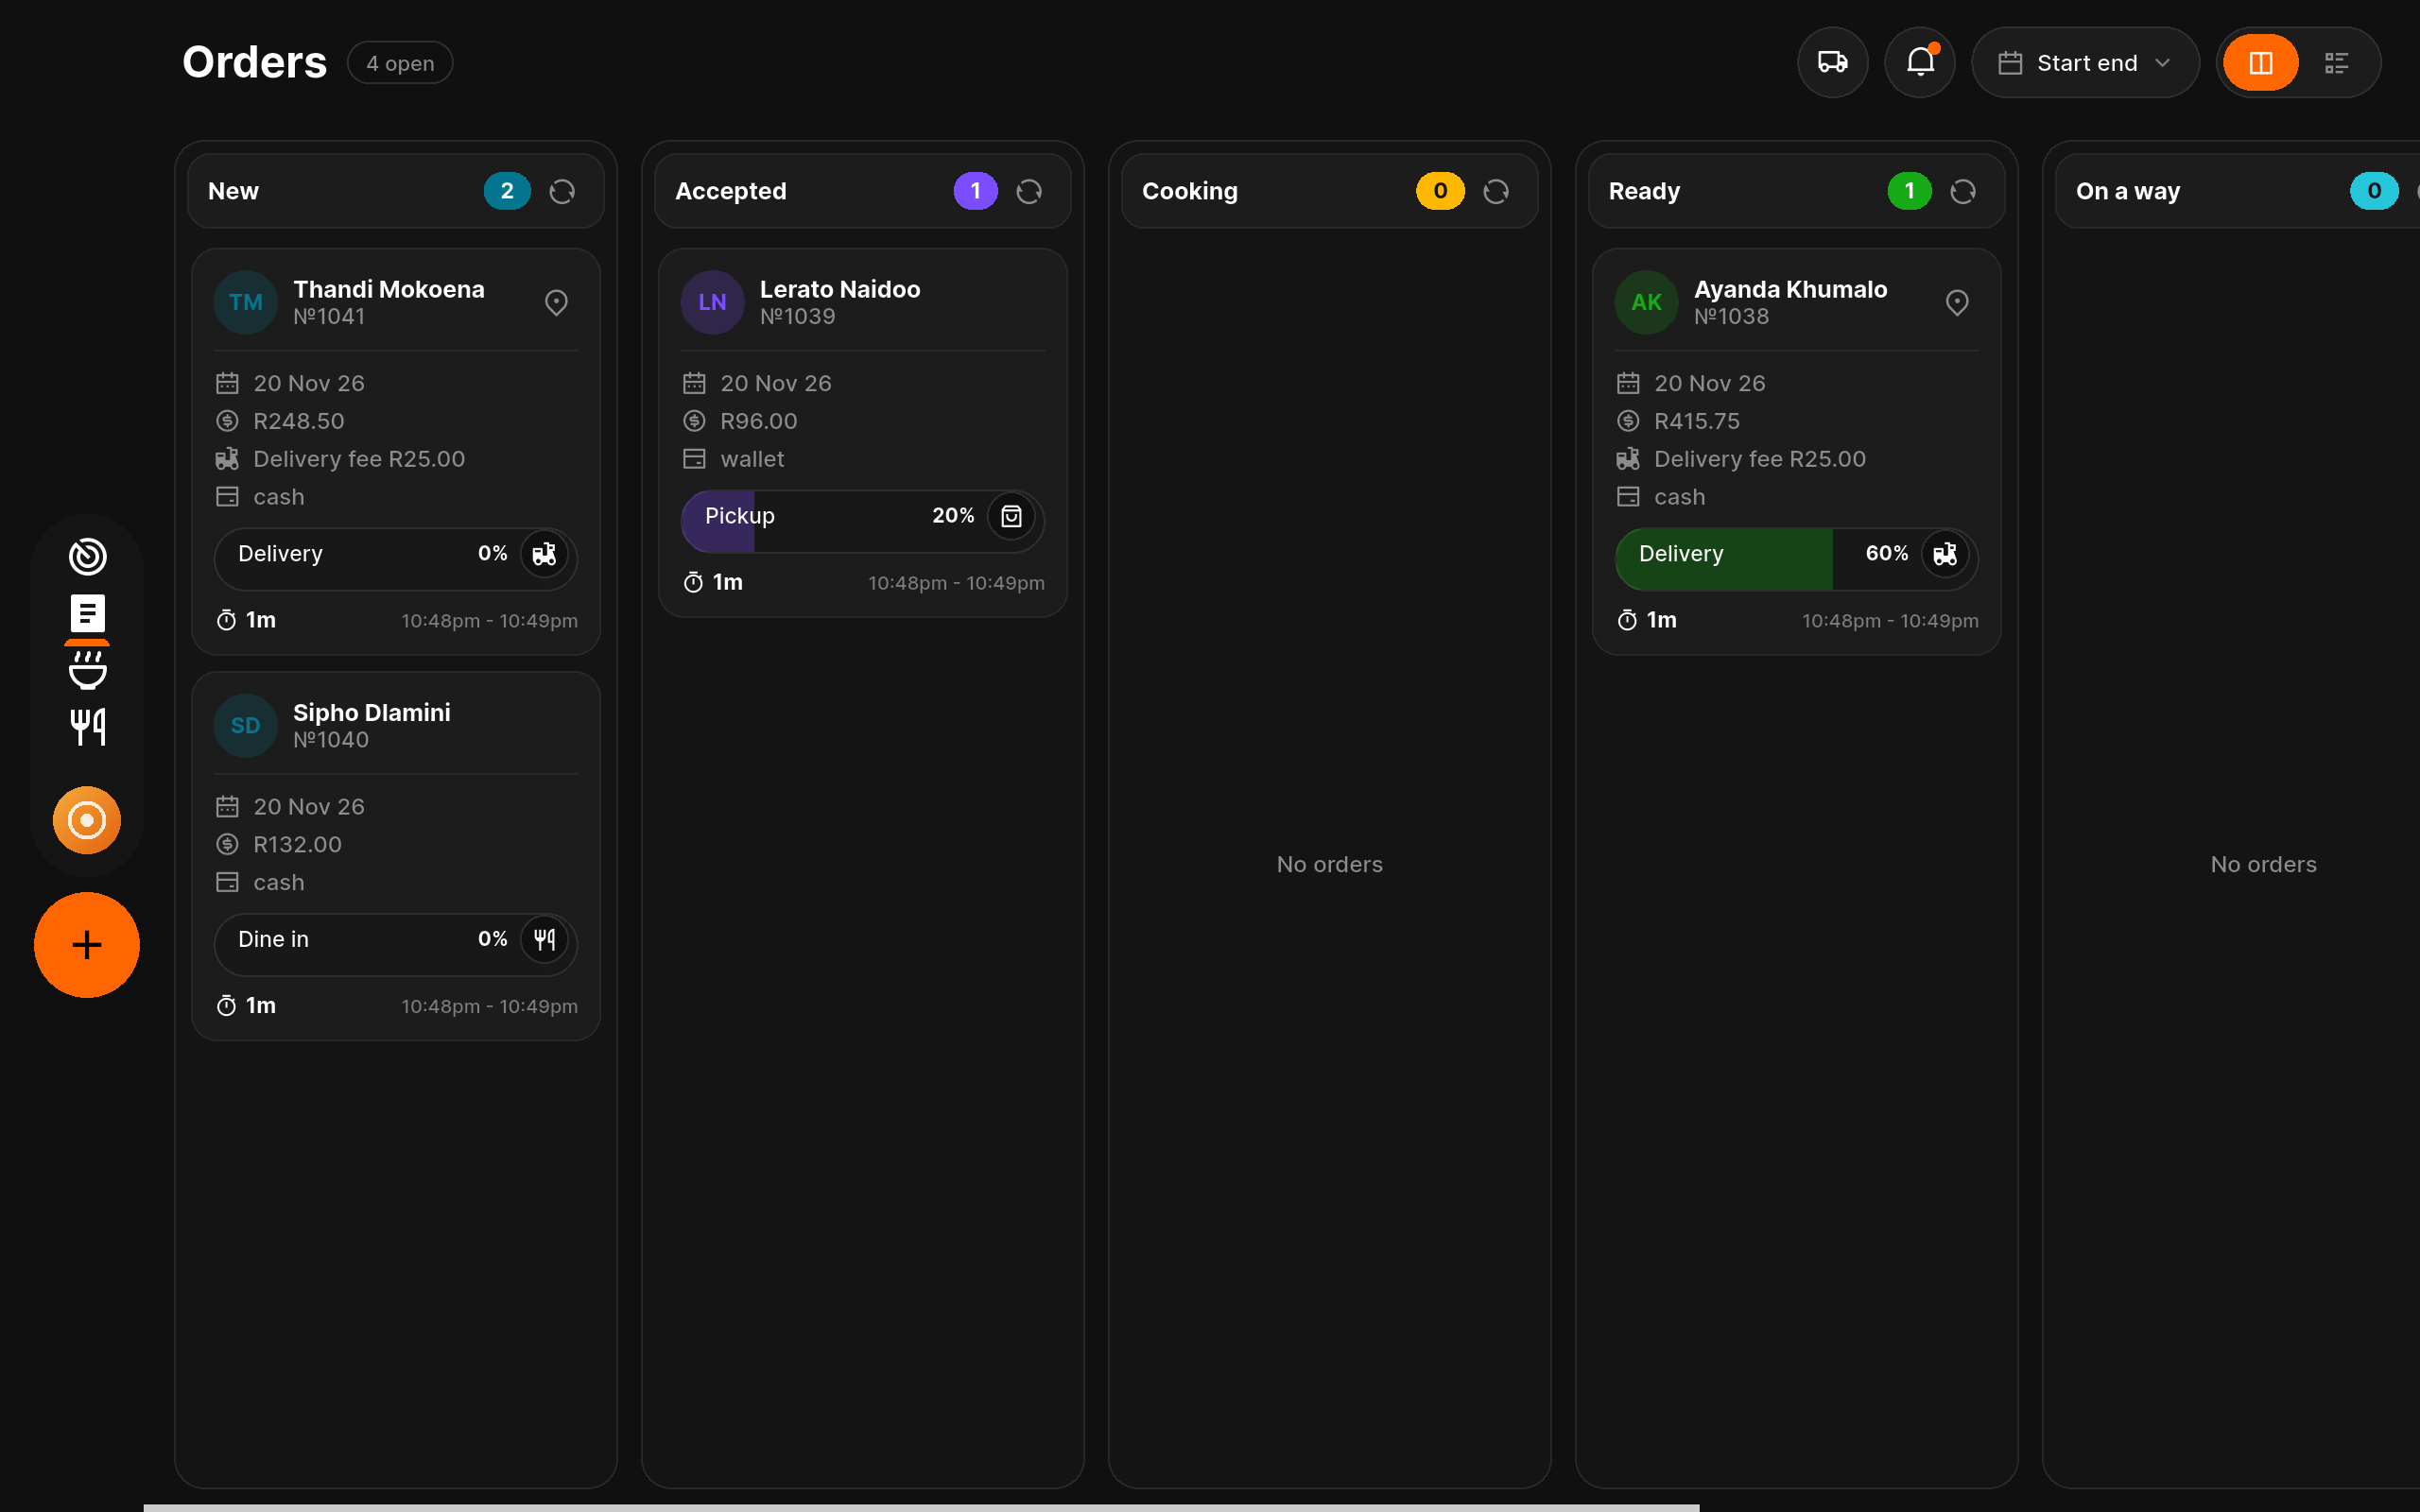 Orders
4 open
Start end
New 2
TM
Thandi Mokoena
№1041
20 Nov 26
R248.50
Delivery fee R25.00
cash
Delivery 0%
1m 10:48pm - 10:49pm
SD
Sipho Dlamini
№1040
20 Nov 26
R132.00
cash
Dine in 0%
1m 10:48pm - 10:49pm
Accepted 1
LN
Lerato Naidoo
№1039
20 Nov 26
R96.00
wallet
Pickup 20%
1m 10:48pm - 10:49pm
Cooking 0
No orders
Ready 1
AK
Ayanda Khumalo
№1038
20 Nov 26
R415.75
Delivery fee R25.00
cash
Delivery 60%
1m 10:48pm - 10:49pm
On a way 0
No orders